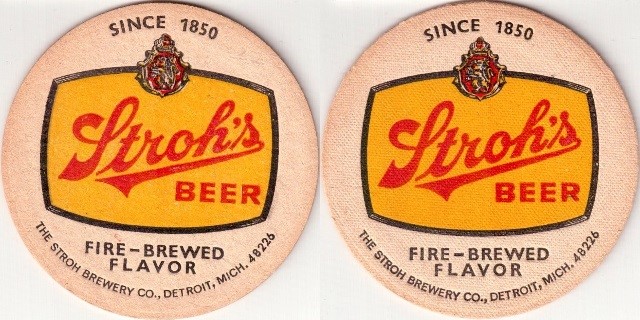 SINCE 1850
Stroh's
BEER
FIRE-BREWED
FLAVOR
THE STROH BREWERY CO., DETROIT, MICH. 48226
SINCE 1850
Stroh's
BEER
FIRE-BREWED
FLAVOR
THE STROH BREWERY CO., DETROIT, MICH. 48226